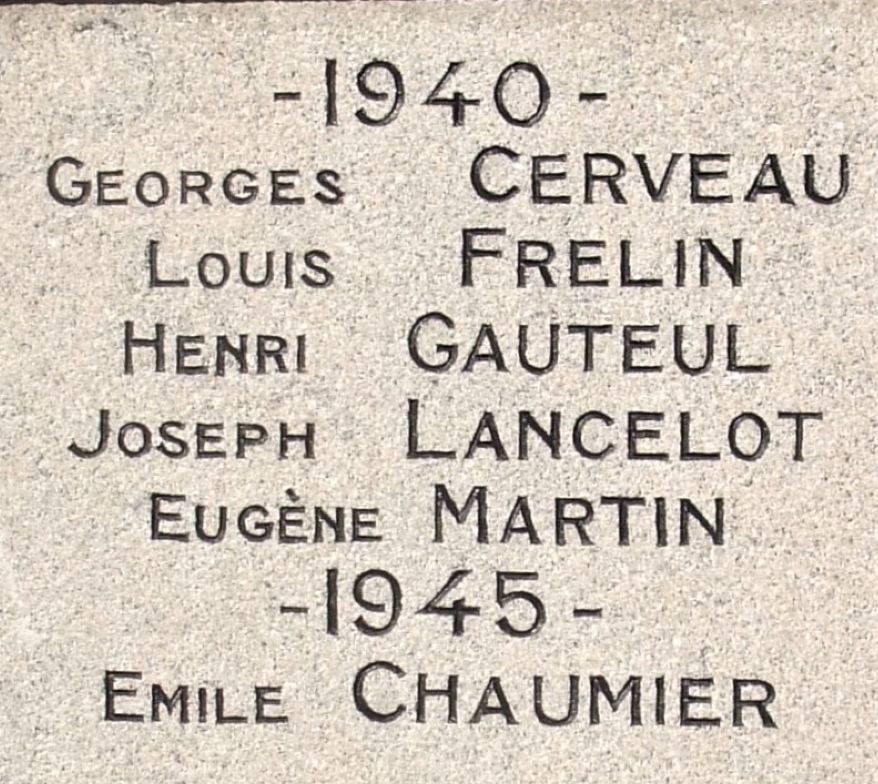 -1940-
GEORGES CERVEAU
LOUIS FRELIN
HENRI GAUTEUL
JOSEPH LANCELOT
EUGÈNE MARTIN
-1945-
EMILE CHAUMIER